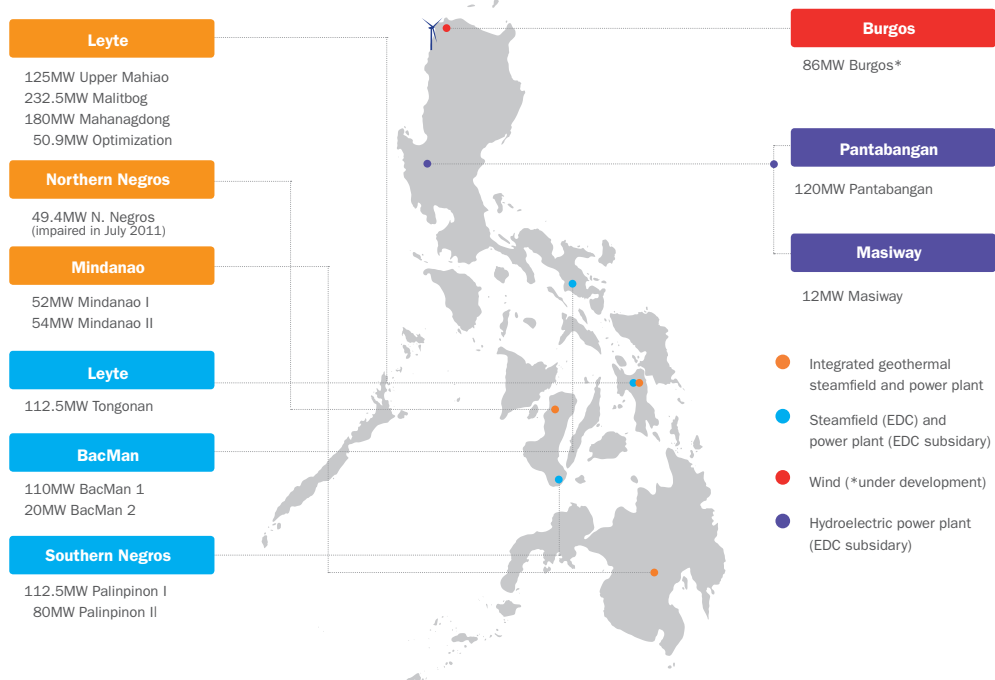 Leyte
125MW Upper Mahiao
232.5MW Malitbog
180MW Mahanagdong
50.9MW Optimization
Northern Negros
49.4MW N. Negros
(impaired in July 2011)
Mindanao
52MW Mindanao I
54MW Mindanao II
Leyte
112.5MW Tongonan
BacMan
110MW BacMan 1
20MW BacMan 2
Southern Negros
112.5MW Palinpinon I
80MW Palinpinon II
Burgos
86MW Burgos*
Pantabangan
120MW Pantabangan
Masiway
12MW Masiway
Integrated geothermal
steamfield and power plant
Steamfield (EDC) and
power plant (EDC subsidary)
Wind (*under development)
Hydroelectric power plant
(EDC subsidary)